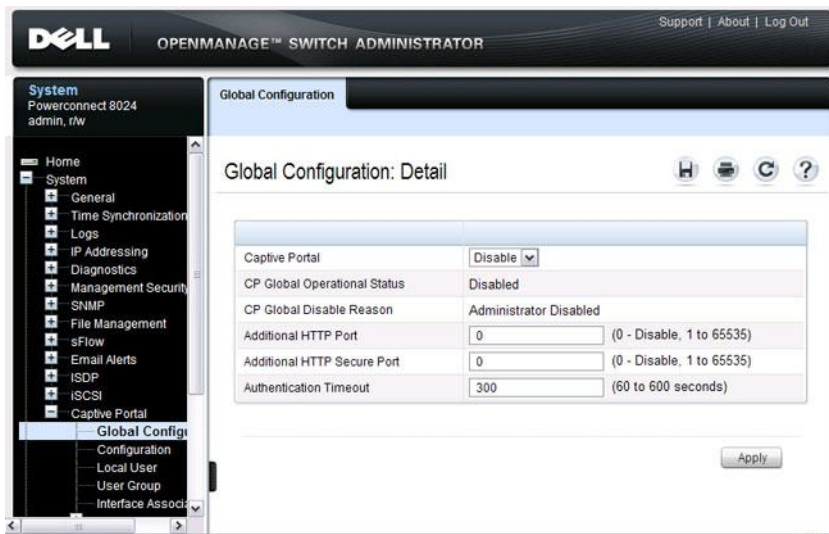 Support | About | Log Out
DELL OPENMANAGE™ SWITCH ADMINISTRATOR
System
Powerconnect 8024
admin, r/w
Home
System
General
Time Synchronization
Logs
IP Addressing
Diagnostics
Management Security
SNMP
File Management
sFlow
Email Alerts
ISDP
iSCSI
Captive Portal
Global Configu
Configuration
Local User
User Group
Interface Associa
Global Configuration
Global Configuration: Detail
Captive Portal Disable
CP Global Operational Status Disabled
CP Global Disable Reason Administrator Disabled
Additional HTTP Port 0 (0 - Disable, 1 to 65535)
Additional HTTP Secure Port 0 (0 - Disable, 1 to 65535)
Authentication Timeout 300 (60 to 600 seconds)
Apply